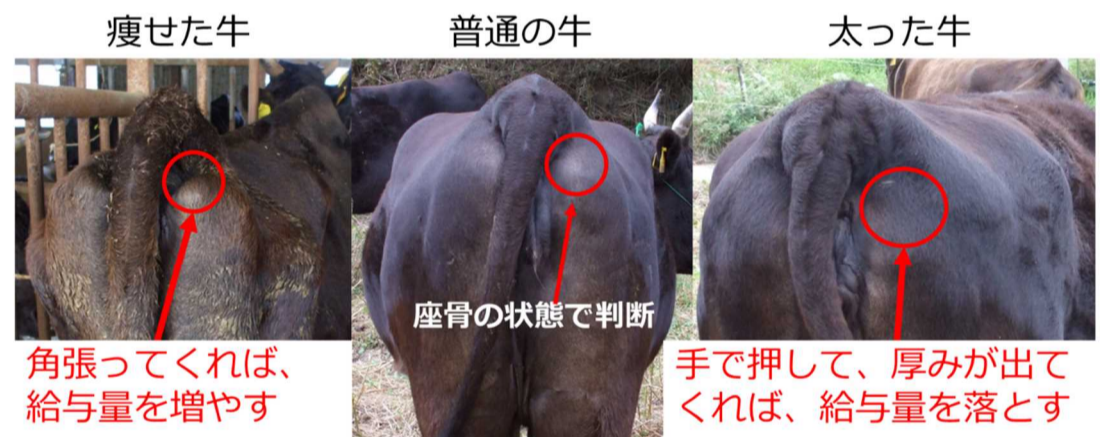 痩せた牛
普通の牛
太った牛
座骨の状態で判断
角張ってくれば、
給与量を増やす
手で押して、厚みが出て
くれば、給与量を落とす